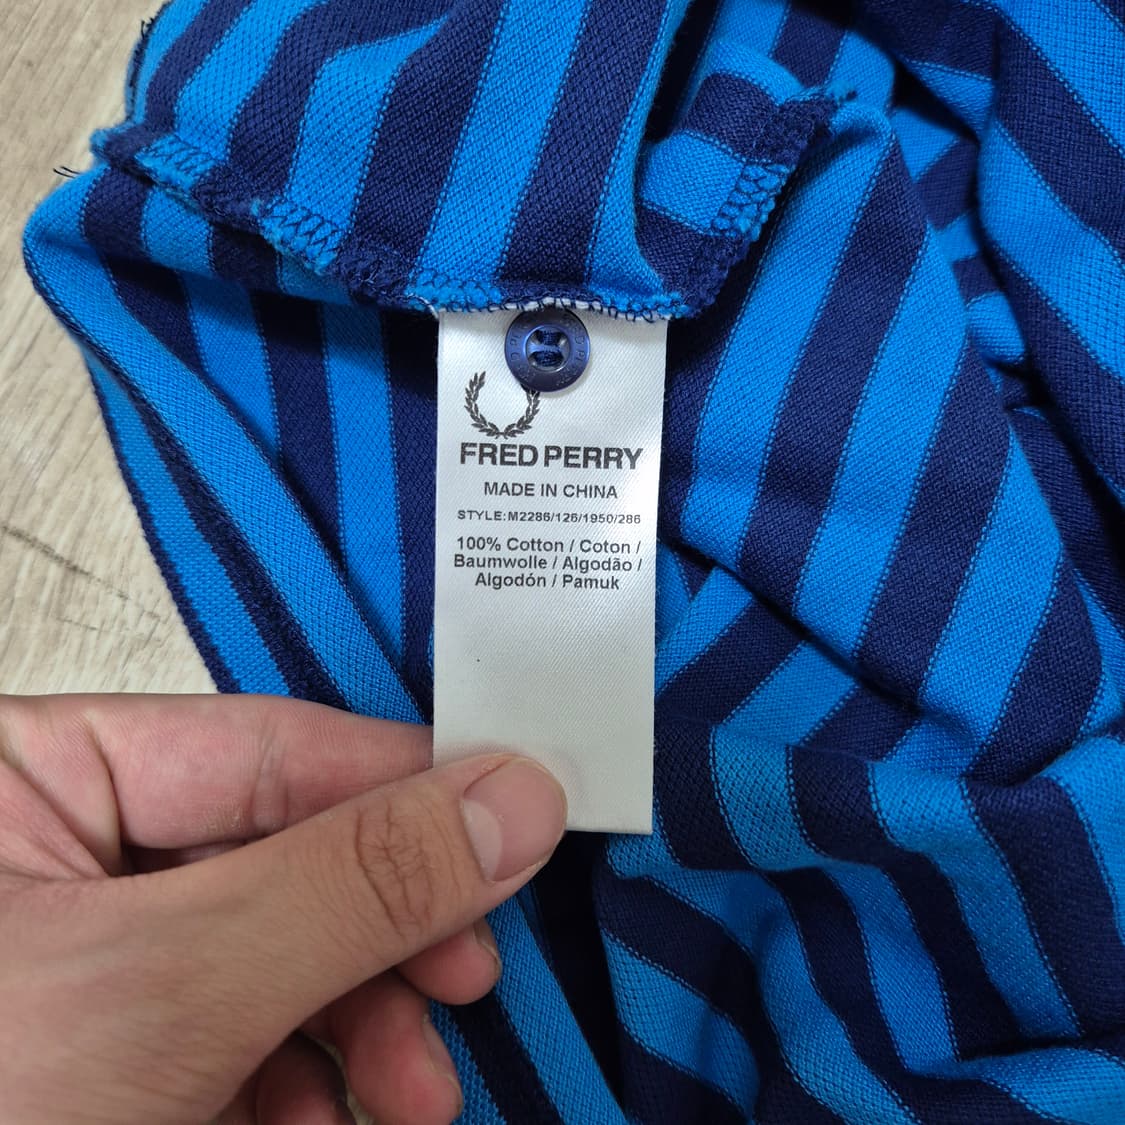 FRED PERRY
MADE IN CHINA
STYLE:M2286/126/1950/286
100% Cotton / Coton /
Baumwolle / Algodão /
Algodón / Pamuk